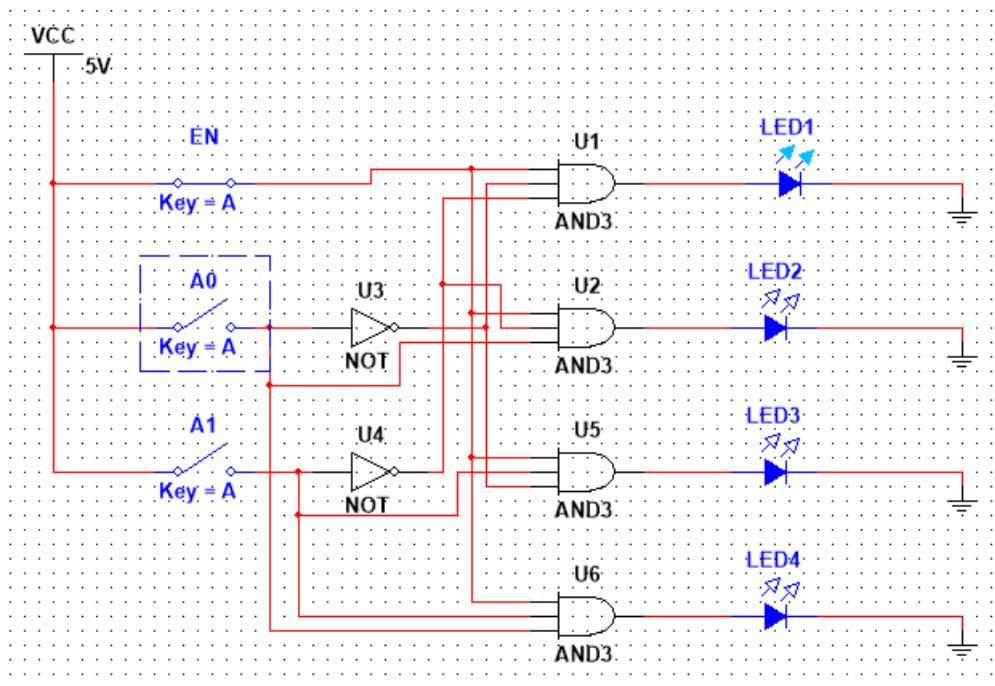 VCC
5V
EN
Key = A
U1
AND3
LED1
A0
Key = A
U3
NOT
U2
AND3
LED2
A1
Key = A
U4
NOT
U5
AND3
LED3
U6
AND3
LED4